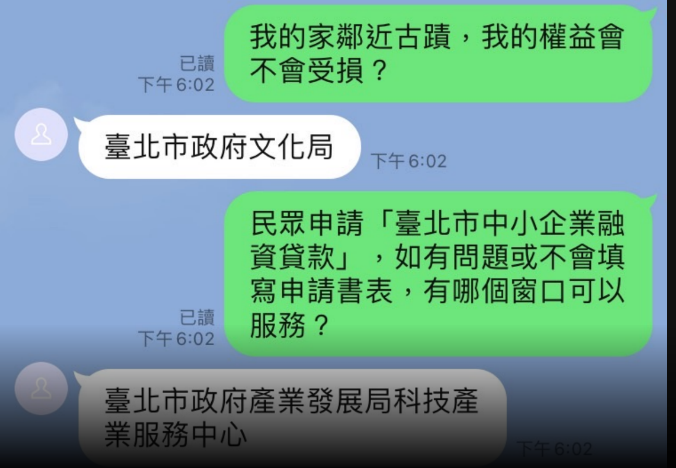 我的家鄰近古蹟，我的權益會
不會受損？
已讀
下午6:02
臺北市政府文化局
下午6:02
民眾申請「臺北市中小企業融
資貸款」，如有問題或不會填
寫申請書表，有哪個窗口可以
服務？
已讀
下午6:02
臺北市政府產業發展局科技產
業服務中心
下午6:02